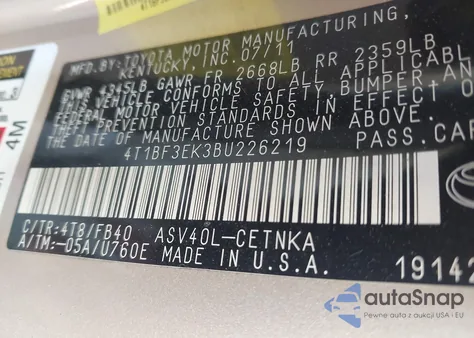 MFD.BY:TOYOTA MOTOR MANUFACTURING,
KENTUCKY, INC. 07/11
GVWR 4345LB GAWR FR 2668LB RR 2359LB
THIS VEHICLE CONFORMS TO ALL APPLICABLE
FEDERAL MOTOR VEHICLE SAFETY, BUMPER AND
THEFT PREVENTION STANDARDS IN EFFECT ON
THE DATE OF MANUFACTURE SHOWN ABOVE.
4T1BF3EK3BU226219 PASS.CAR
C/TR:4T8/FB40 ASV40L-CETNKA
A/TM:-05A/U760E MADE IN U.S.A.
19142
4M
autoSnap
Pewne auta z aukcji USA i EU